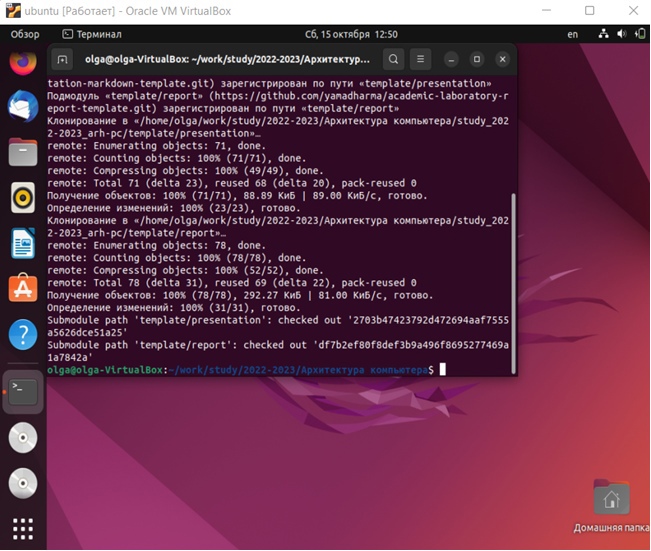 ubuntu [Работает] - Oracle VM VirtualBox
Обзор Терминал Сб, 15 октября 12:50 en
olga@olga-VirtualBox: ~/work/study/2022-2023/Архитектур…
tation-markdown-template.git) зарегистрирован по пути «template/presentation»
Подмодуль «template/report» (https://github.com/yamadharma/academic-laboratory-r
eport-template.git) зарегистрирован по пути «template/report»
Клонирование в «/home/olga/work/study/2022-2023/Архитектура компьютера/study_202
2-2023_arh-pc/template/presentation»…
remote: Enumerating objects: 71, done.
remote: Counting objects: 100% (71/71), done.
remote: Compressing objects: 100% (49/49), done.
remote: Total 71 (delta 23), reused 68 (delta 20), pack-reused 0
Получение объектов: 100% (71/71), 88.89 КиБ | 89.00 КиБ/с, готово.
Определение изменений: 100% (23/23), готово.
Клонирование в «/home/olga/work/study/2022-2023/Архитектура компьютера/study_202
2-2023_arh-pc/template/report»…
remote: Enumerating objects: 78, done.
remote: Counting objects: 100% (78/78), done.
remote: Compressing objects: 100% (52/52), done.
remote: Total 78 (delta 31), reused 69 (delta 22), pack-reused 0
Получение объектов: 100% (78/78), 292.27 КиБ | 81.00 КиБ/с, готово.
Определение изменений: 100% (31/31), готово.
Submodule path 'template/presentation': checked out '2703b47423792d472694aaf7555
a5626dce51a25'
Submodule path 'template/report': checked out 'df7b2ef80f8def3b9a496f8695277469a
1a7842a'
olga@olga-VirtualBox:~/work/study/2022-2023/Архитектура компьютера$
Домашняя папка